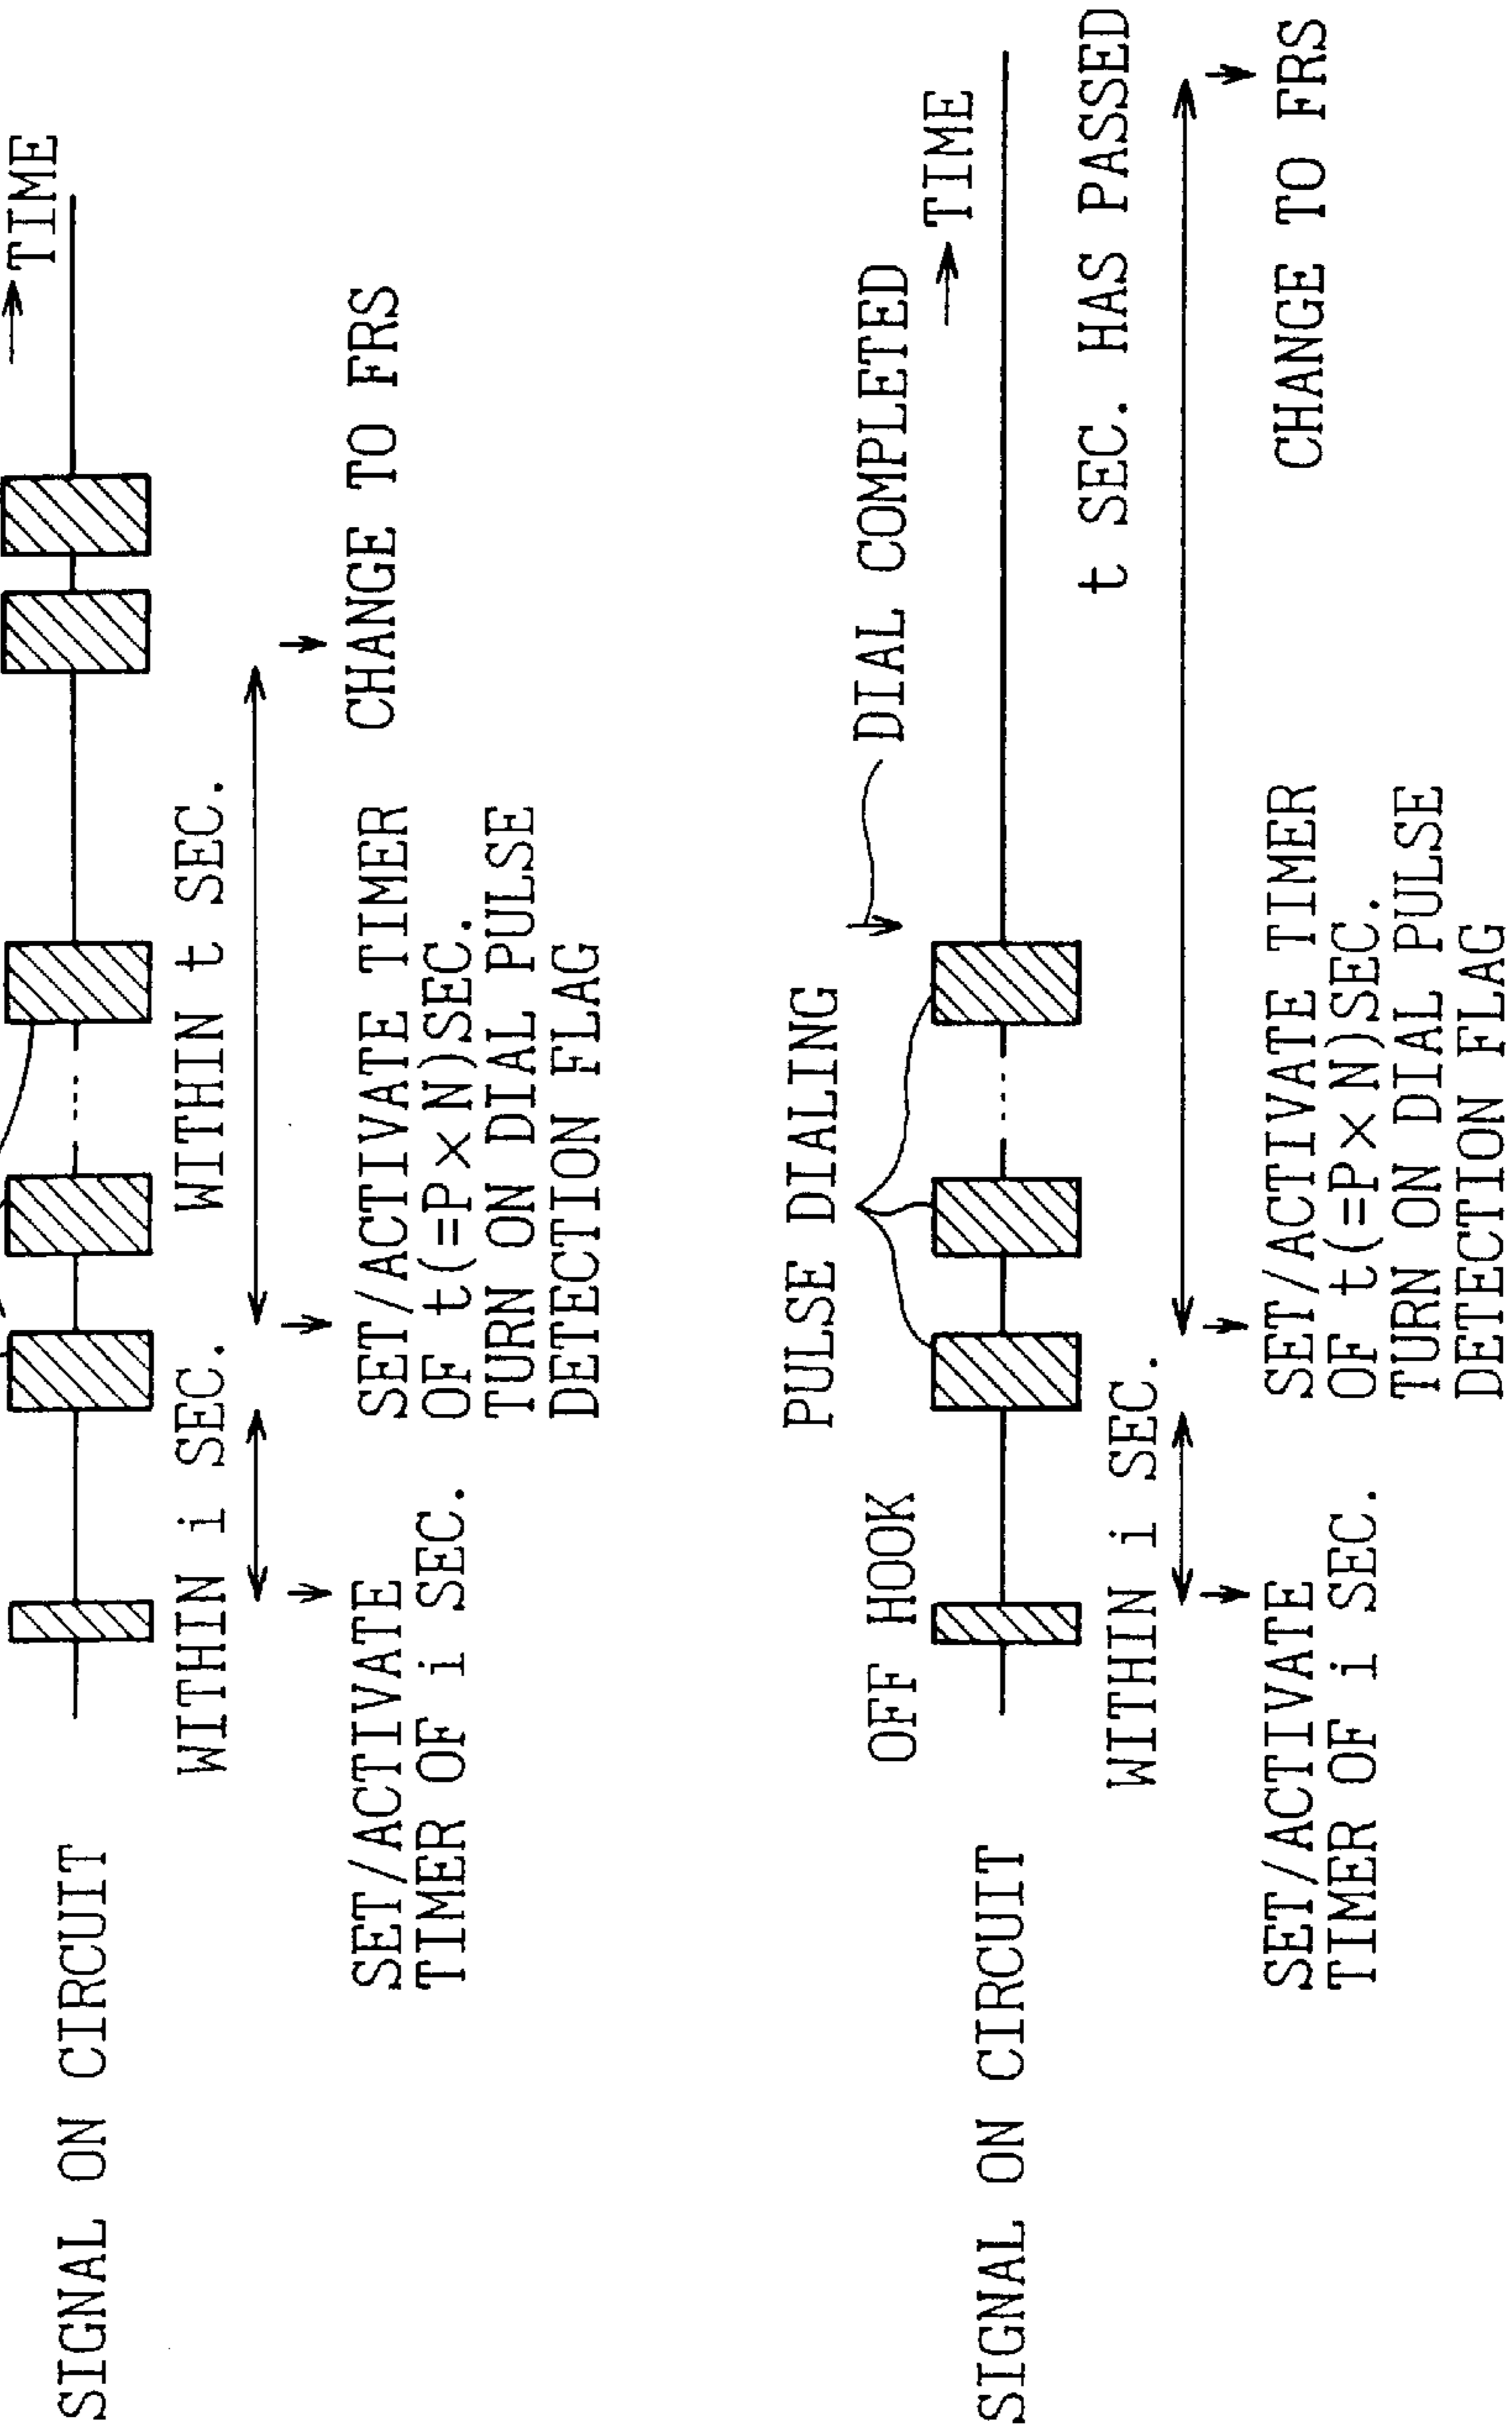 → TIME
SIGNAL ON CIRCUIT
WITHIN i SEC.
WITHIN t SEC.
SET/ACTIVATE
TIMER OF i SEC.
SET/ACTIVATE TIMER
OF t(=P×N)SEC.
TURN ON DIAL PULSE
DETECTION FLAG
CHANGE TO FRS
PULSE DIALING
DIAL COMPLETED
OFF HOOK
→ TIME
SIGNAL ON CIRCUIT
WITHIN i SEC.
t SEC. HAS PASSED
SET/ACTIVATE
TIMER OF i SEC.
SET/ACTIVATE TIMER
OF t(=P×N)SEC.
TURN ON DIAL PULSE
DETECTION FLAG
CHANGE TO FRS